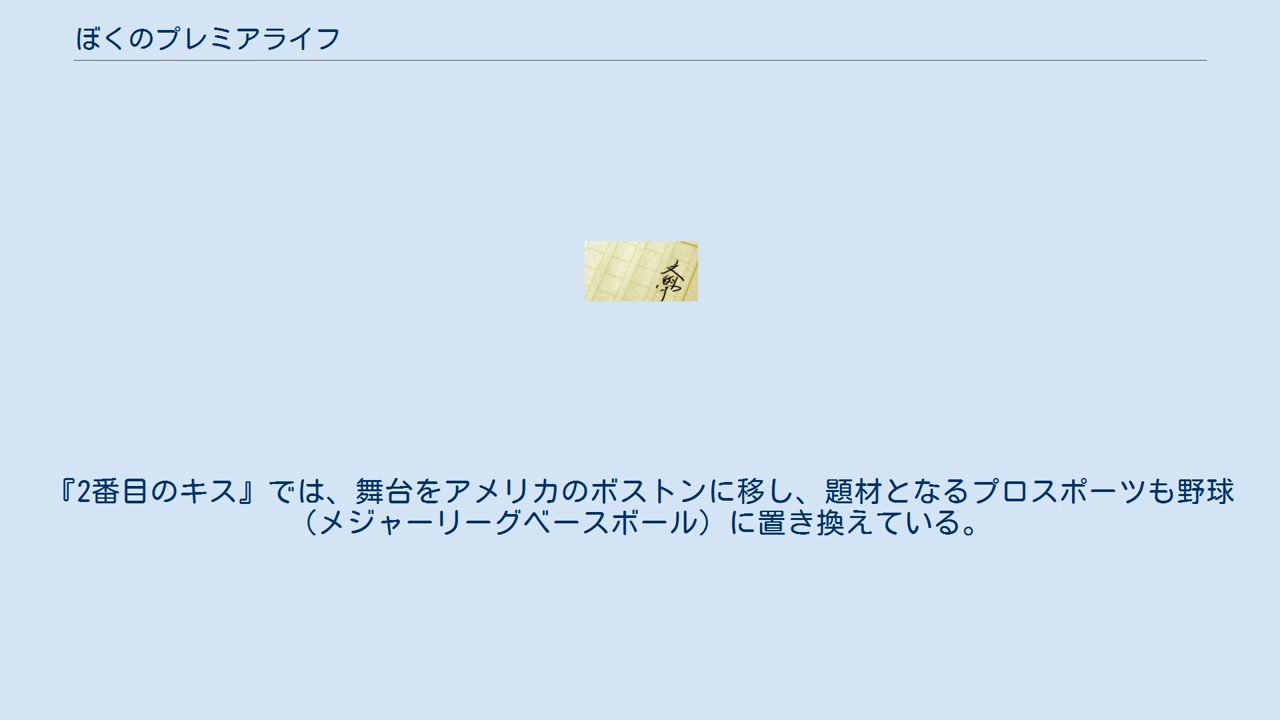 ぼくのプレミアライフ
『2番目のキス』では、舞台をアメリカのボストンに移し、題材となるプロスポーツも野球
（メジャーリーグベースボール）に置き換えている。